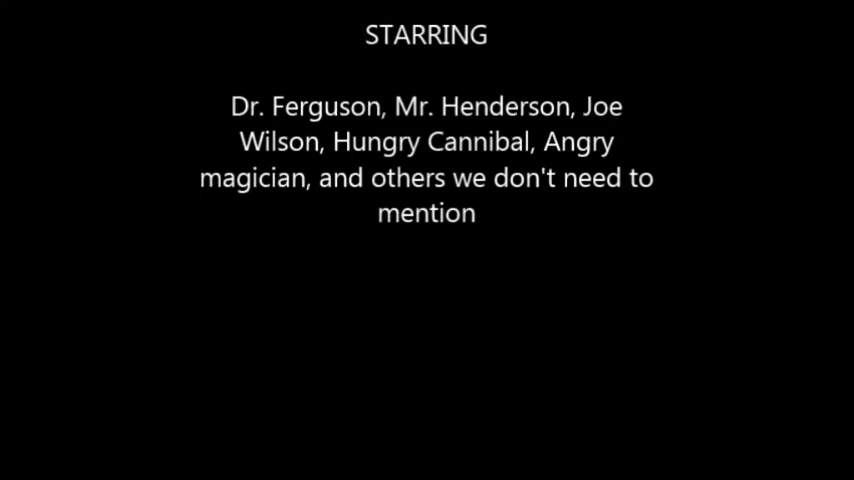 STARRING
Dr. Ferguson, Mr. Henderson, Joe
Wilson, Hungry Cannibal, Angry
magician, and others we don't need to
mention